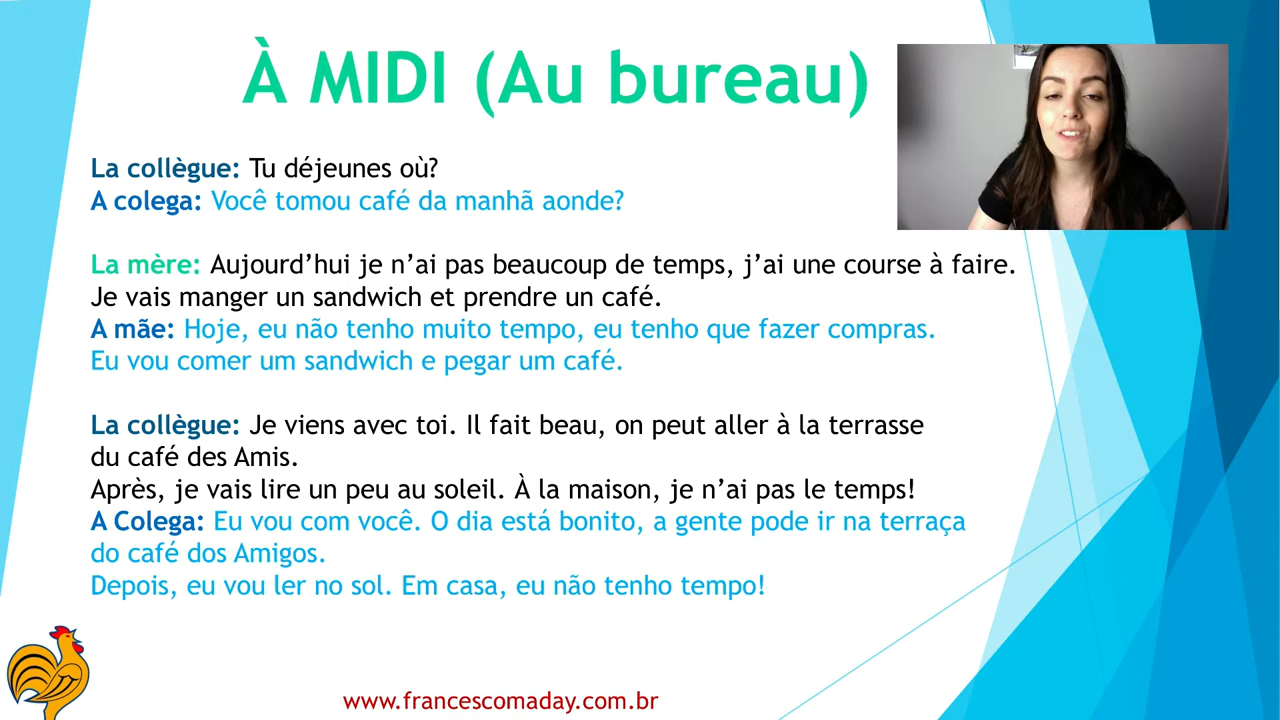 À MIDI (Au bureau)
La collègue: Tu déjeunes où?
A colega: Você tomou café da manhã aonde?
La mère: Aujourd’hui je n’ai pas beaucoup de temps, j’ai une course à faire.
Je vais manger un sandwich et prendre un café.
A mãe: Hoje, eu não tenho muito tempo, eu tenho que fazer compras.
Eu vou comer um sandwich e pegar um café.
La collègue: Je viens avec toi. Il fait beau, on peut aller à la terrasse
du café des Amis.
Après, je vais lire un peu au soleil. À la maison, je n’ai pas le temps!
A Colega: Eu vou com você. O dia está bonito, a gente pode ir na terraça
do café dos Amigos.
Depois, eu vou ler no sol. Em casa, eu não tenho tempo!
www.francescomaday.com.br